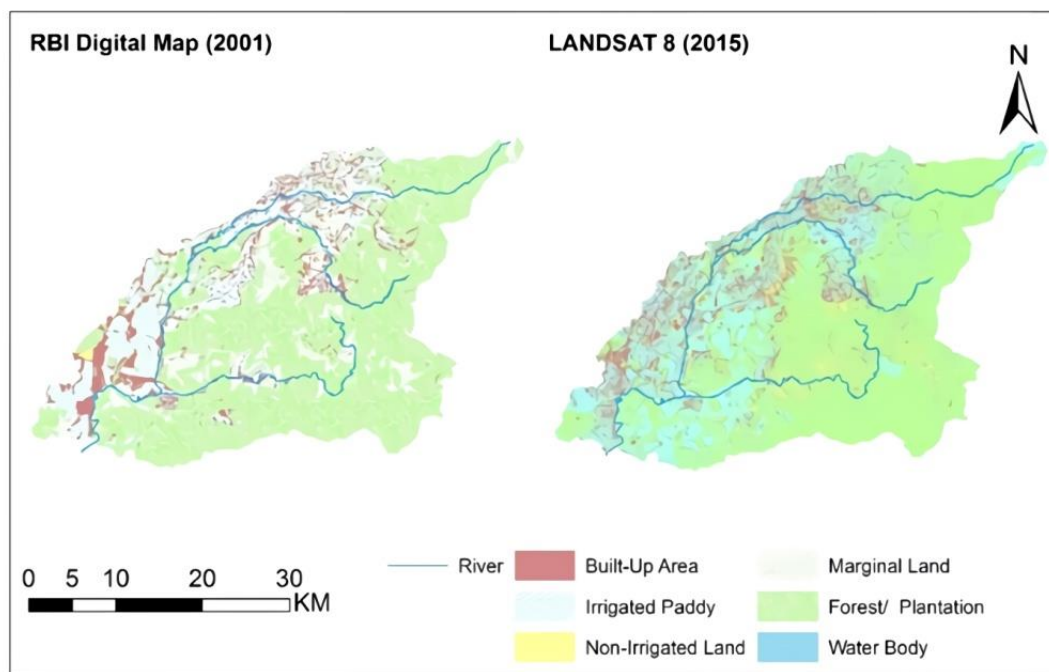 RBI Digital Map (2001)
LANDSAT 8 (2015)
N
0 5 10 20 30
KM
River
Built-Up Area
Irrigated Paddy
Non-Irrigated Land
Marginal Land
Forest/ Plantation
Water Body